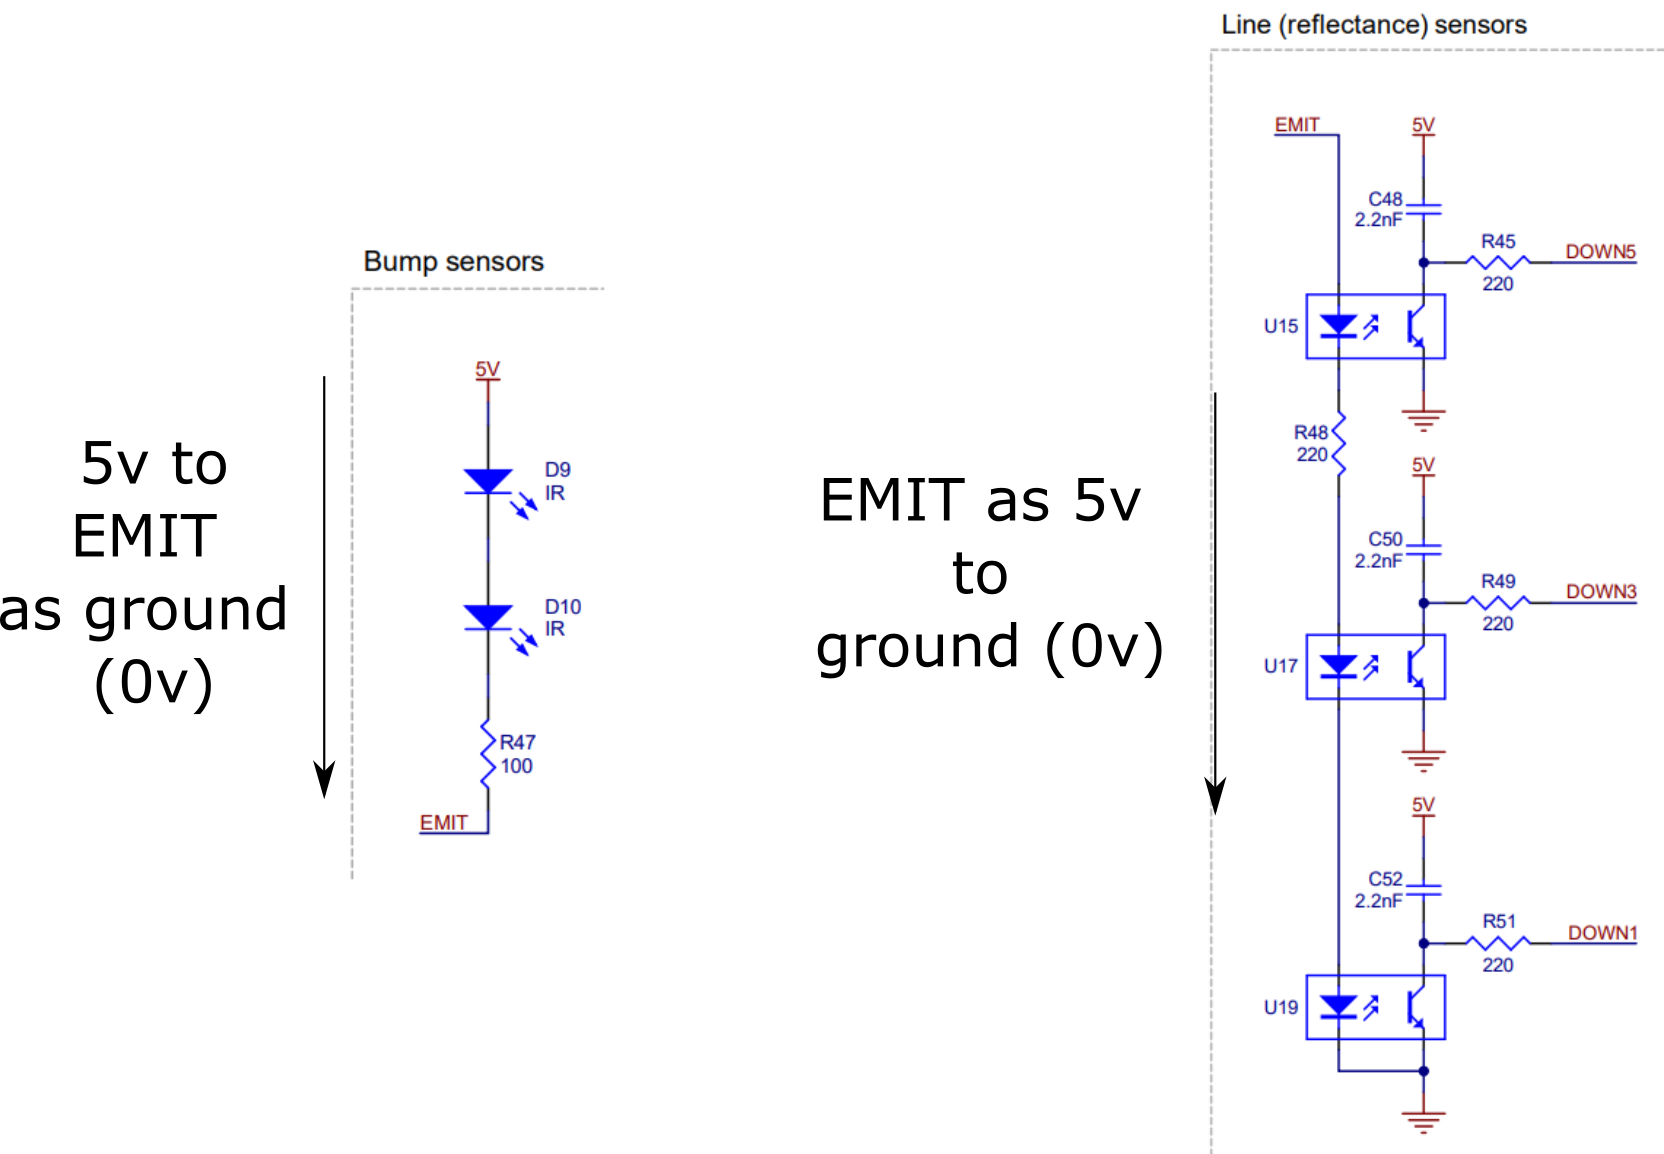 Line (reflectance) sensors
EMIT
5V
C48
2.2nF
R45
220
DOWN5
U15
R48
220
5V
C50
2.2nF
R49
220
DOWN3
U17
5V
C52
2.2nF
R51
220
DOWN1
U19
Bump sensors
5V
D9
IR
D10
IR
R47
100
EMIT
5v to
EMIT
as ground
(0v)
EMIT as 5v
to
ground (0v)